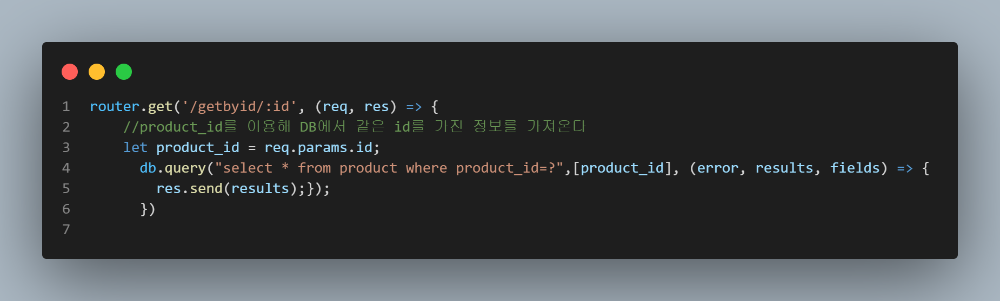 1 router.get('/getbyid/:id', (req, res) => {
2 //product_id를 이용해 DB에서 같은 id를 가진 정보를 가져온다
3 let product_id = req.params.id;
4 db.query("select * from product where product_id=?",[product_id], (error, results, fields) => {
5 res.send(results);});
6 })
7